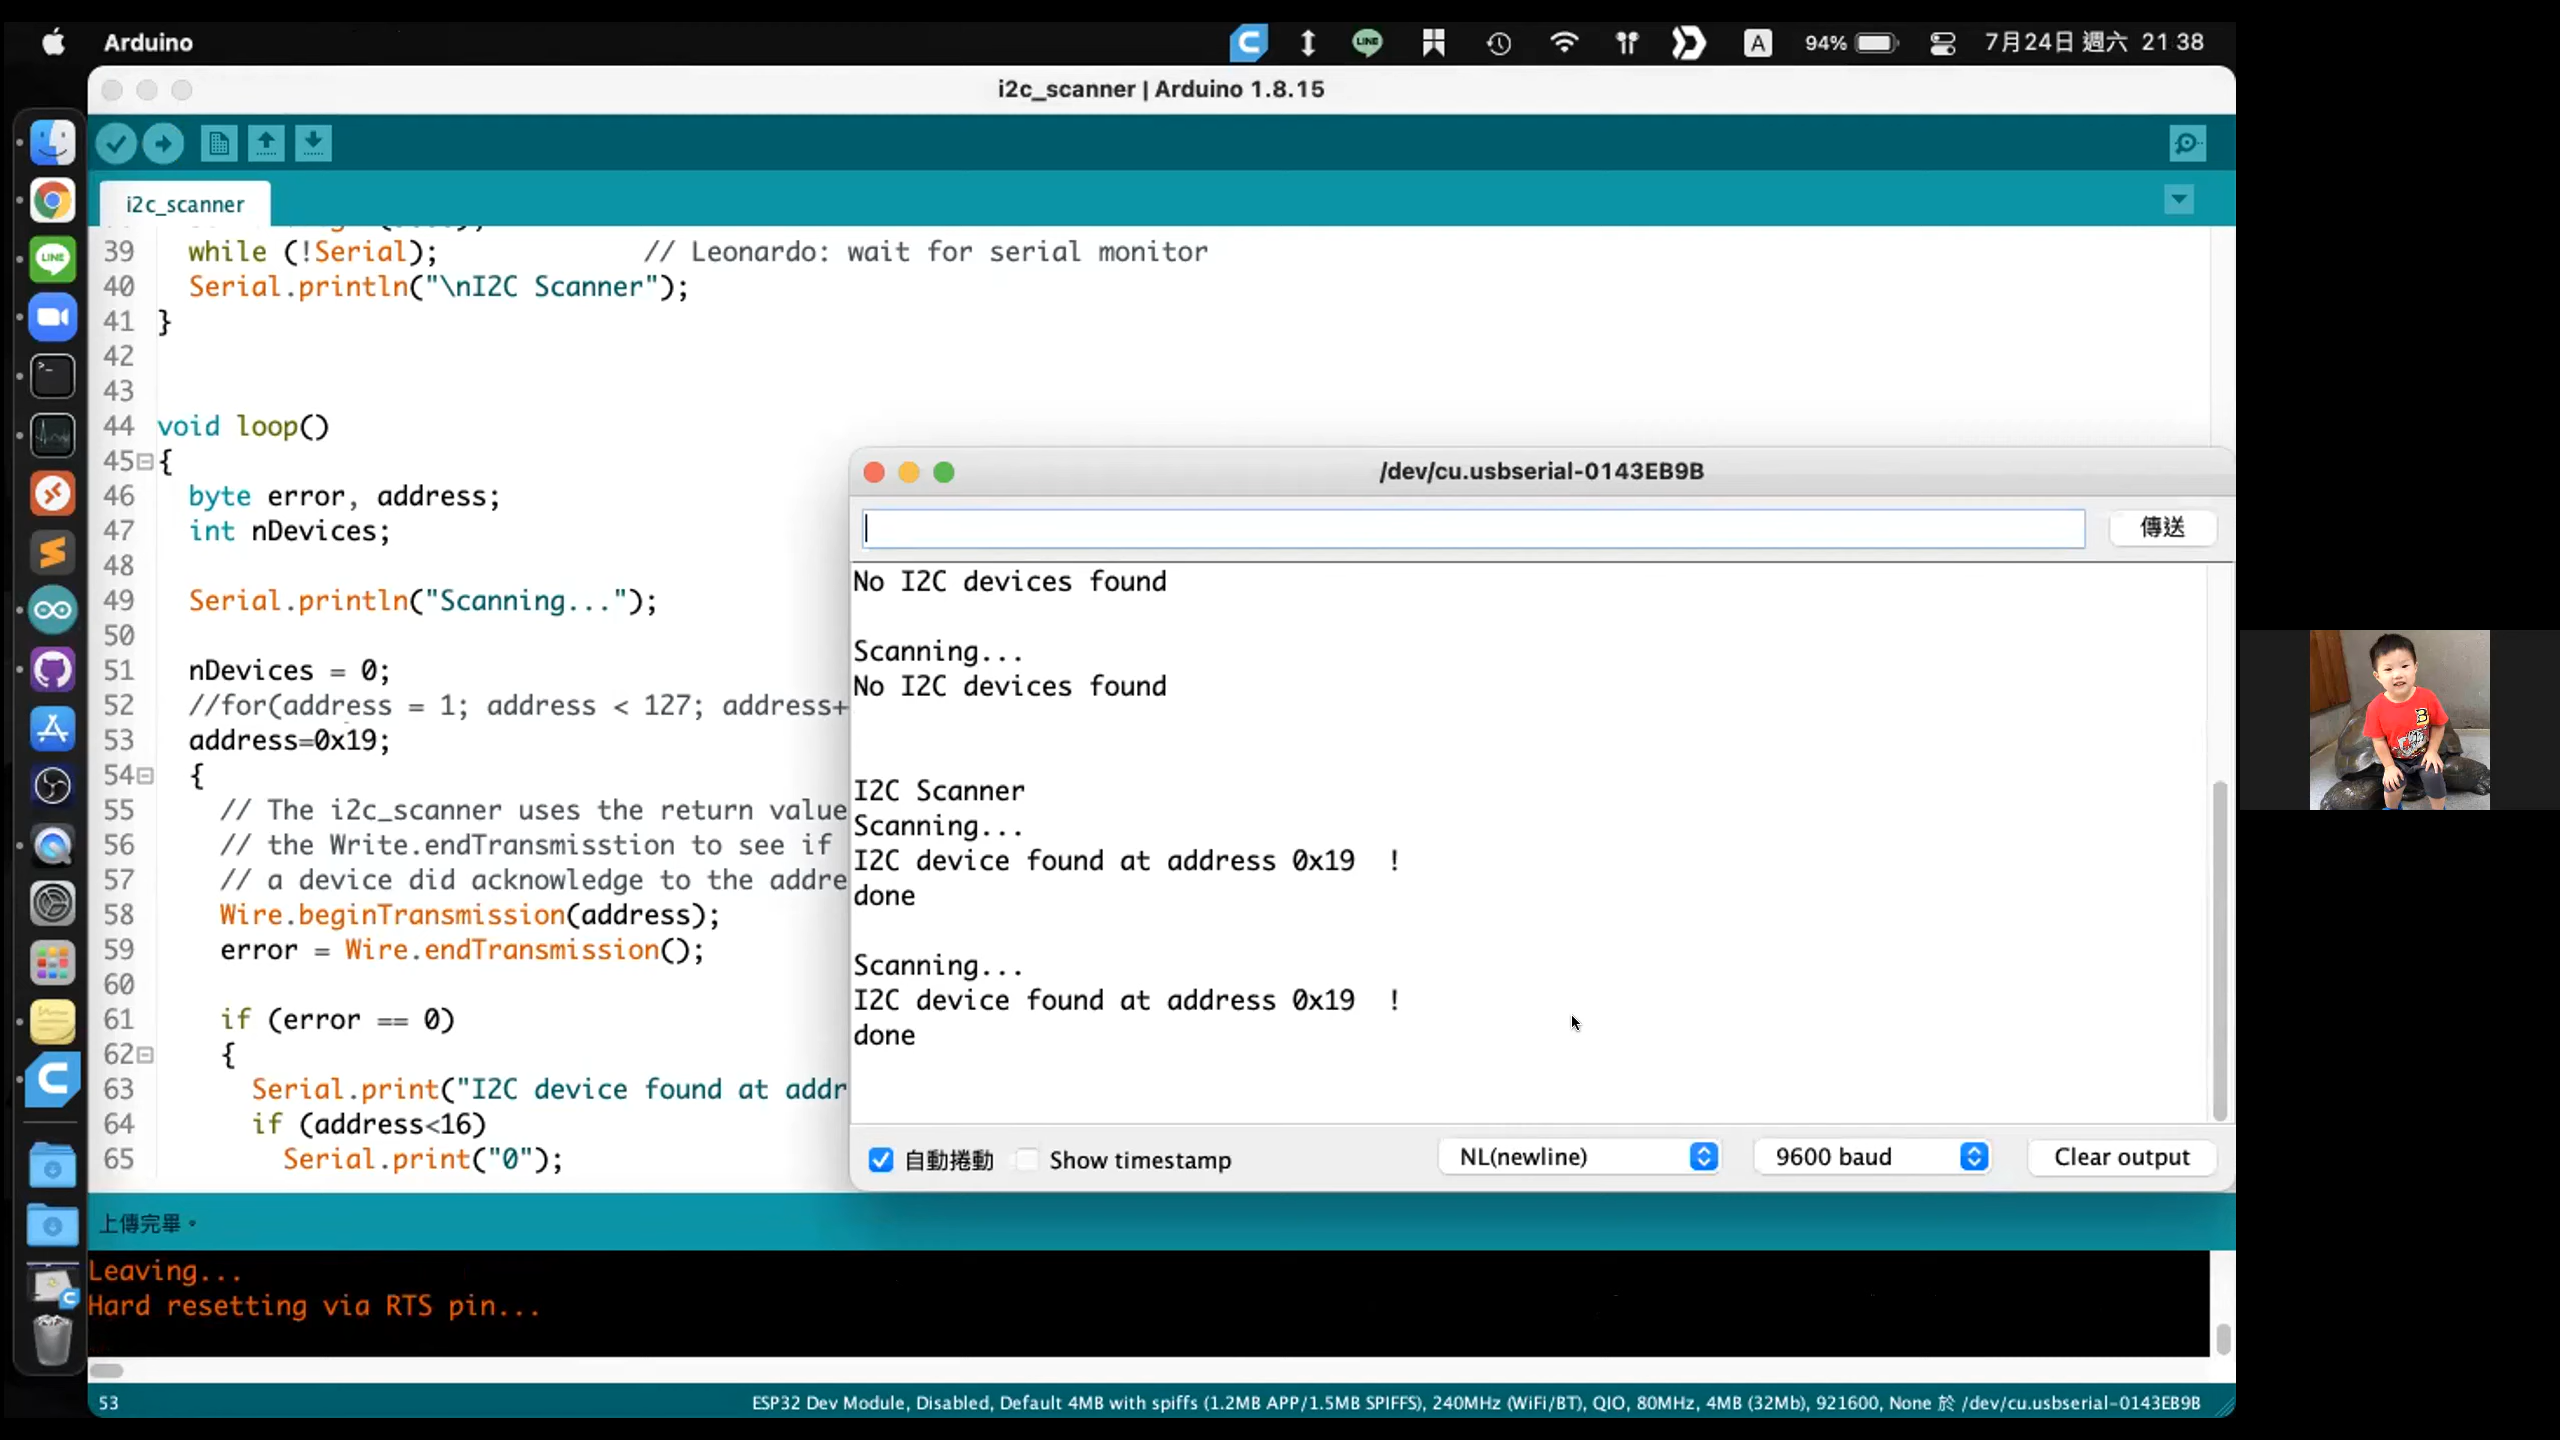 Arduino
LINE
A
94%
7月24日 週六 21 38
i2c_scanner | Arduino 1.8.15
i2c_scanner
39 while (!Serial); // Leonardo: wait for serial monitor
40 Serial.println("\nI2C Scanner");
41 }
42
43
44 void loop()
45 {
46 byte error, address;
47 int nDevices;
48
49 Serial.println("Scanning...");
50
51 nDevices = 0;
52 //for(address = 1; address < 127; address+
53 address=0x19;
54 {
55 // The i2c_scanner uses the return value
56 // the Write.endTransmisstion to see if
57 // a device did acknowledge to the addre
58 Wire.beginTransmission(address);
59 error = Wire.endTransmission();
60
61 if (error == 0)
62 {
63 Serial.print("I2C device found at addr
64 if (address<16)
65 Serial.print("0");
/dev/cu.usbserial-0143EB9B
傳送
No I2C devices found
Scanning...
No I2C devices found
I2C Scanner
Scanning...
I2C device found at address 0x19  !
done
Scanning...
I2C device found at address 0x19  !
done
自動捲動
Show timestamp
NL(newline)
9600 baud
Clear output
上傳完畢。
Leaving...
Hard resetting via RTS pin...
53
ESP32 Dev Module, Disabled, Default 4MB with spiffs (1.2MB APP/1.5MB SPIFFS), 240MHz (WiFi/BT), QIO, 80MHz, 4MB (32Mb), 921600, None 於 /dev/cu.usbserial-0143EB9B